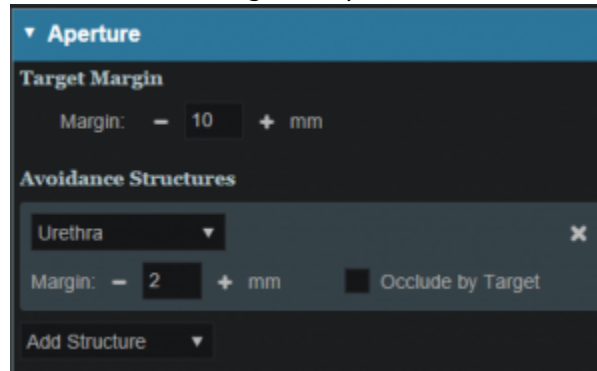 Aperture
Target Margin
Margin: − 10 + mm
Avoidance Structures
Urethra
Margin: − 2 + mm Occlude by Target
Add Structure